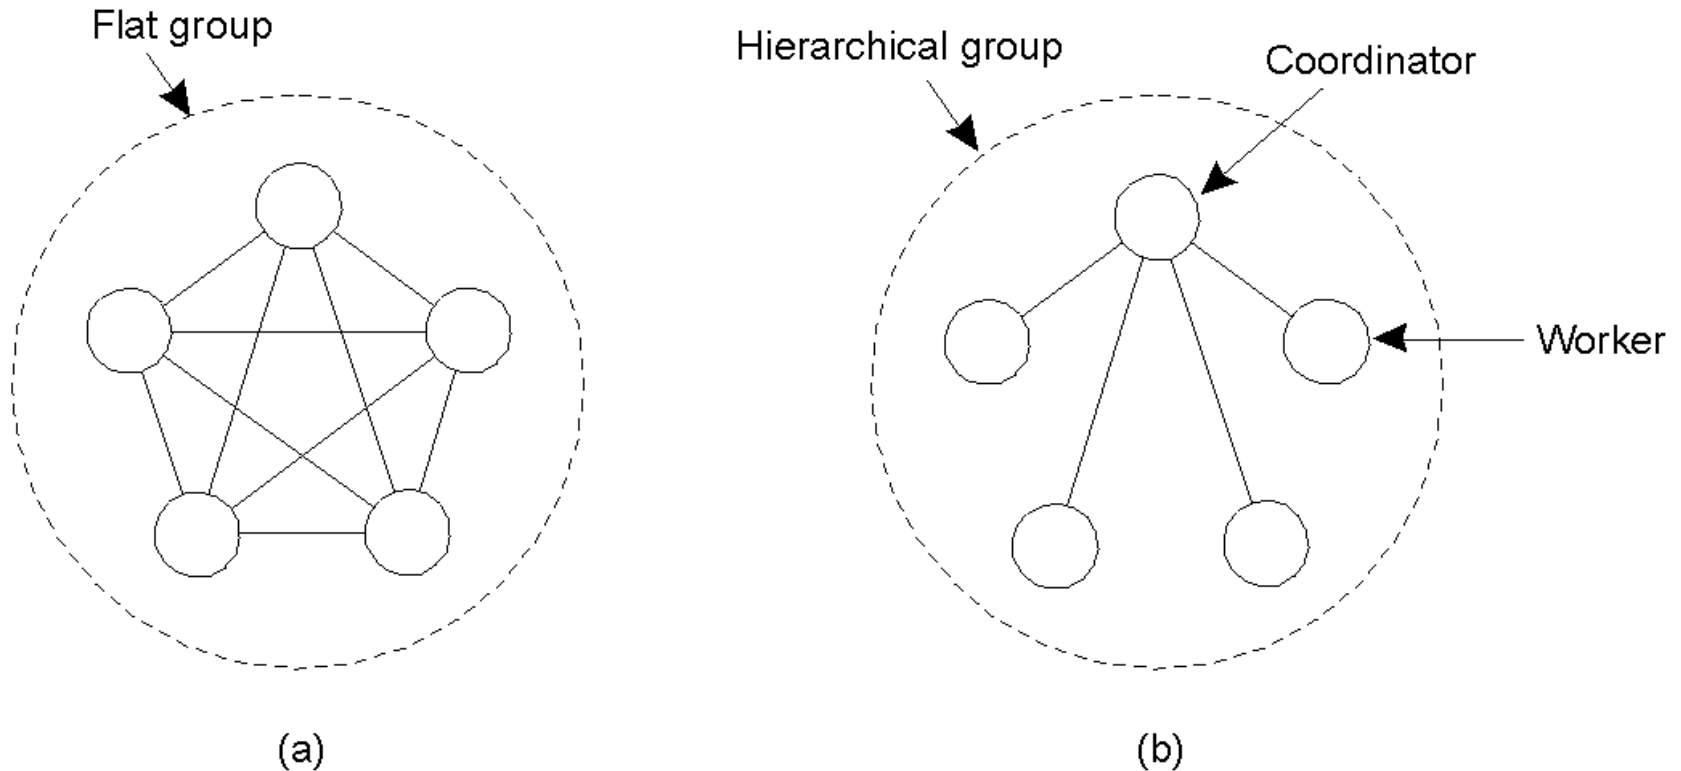 Flat group
Hierarchical group
Coordinator
Worker
(a)
(b)